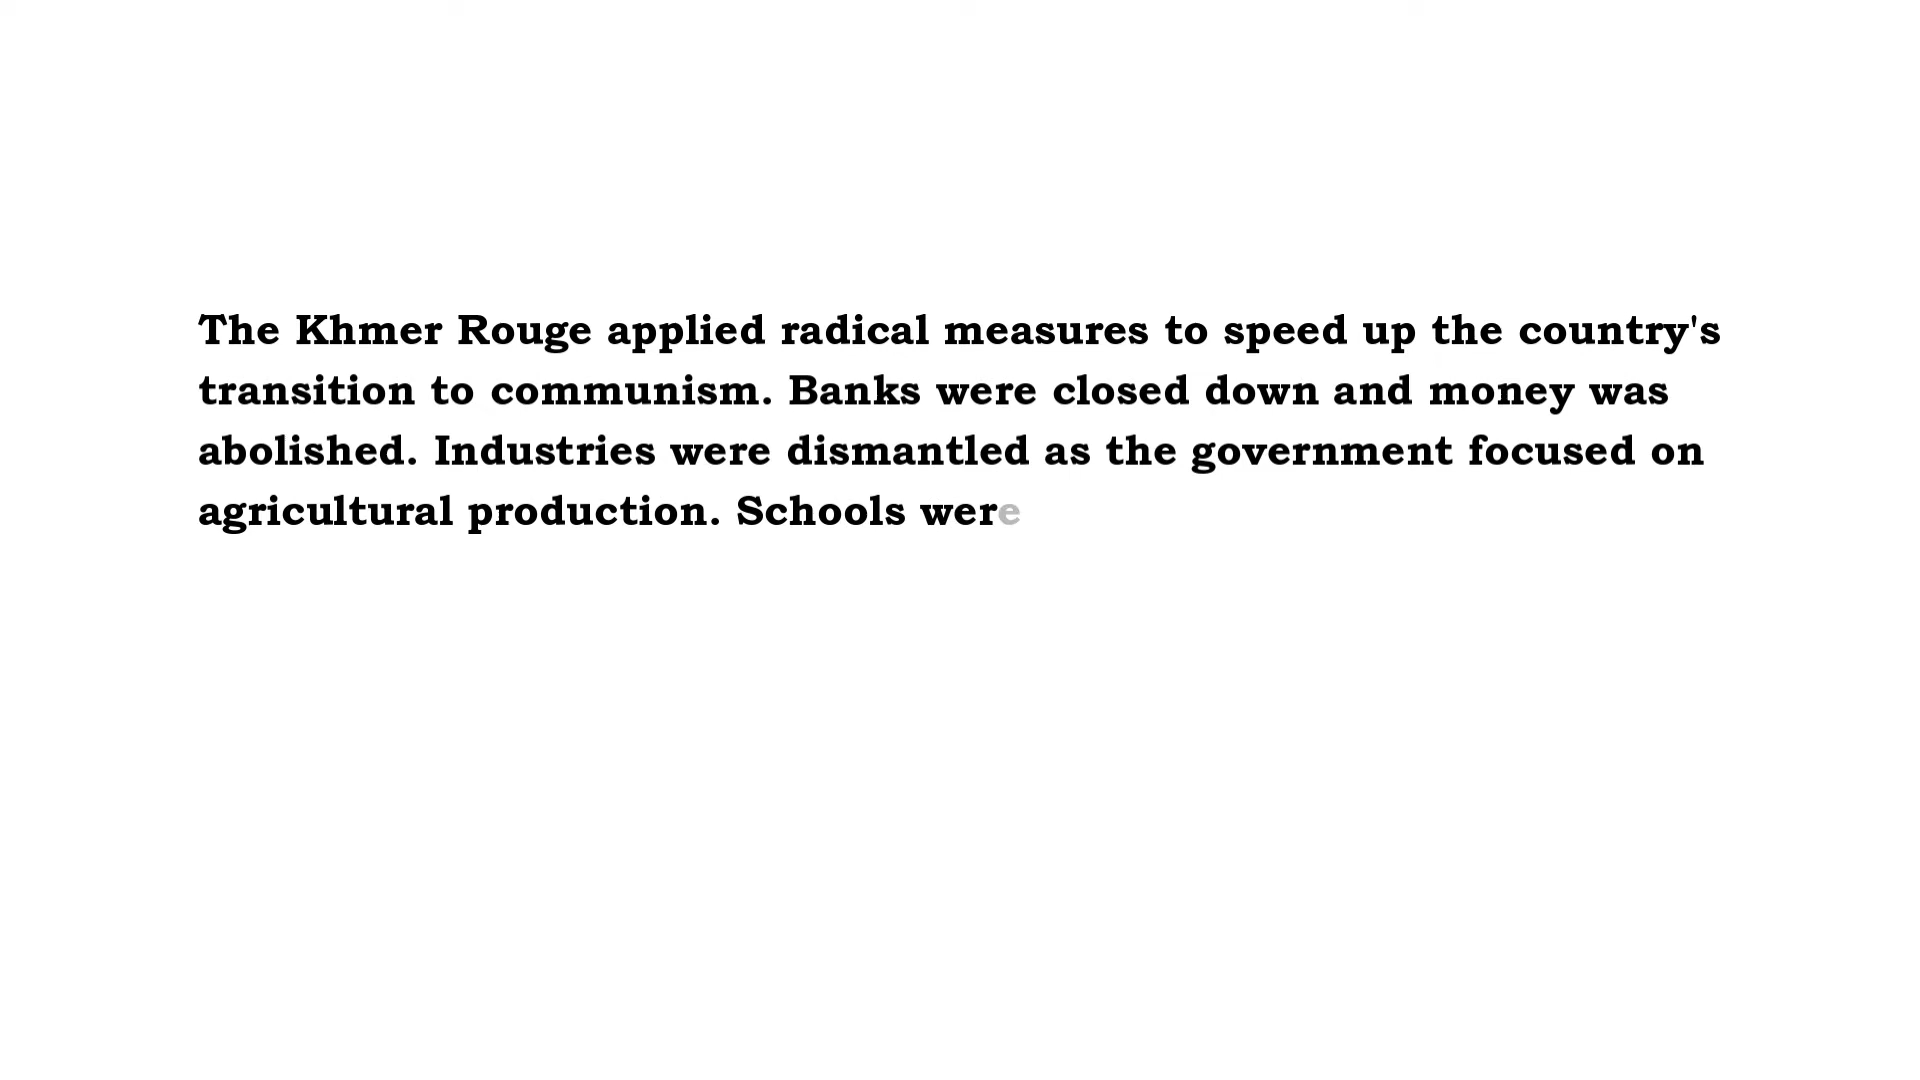 The Khmer Rouge applied radical measures to speed up the country's
transition to communism. Banks were closed down and money was
abolished. Industries were dismantled as the government focused on
agricultural production. Schools were